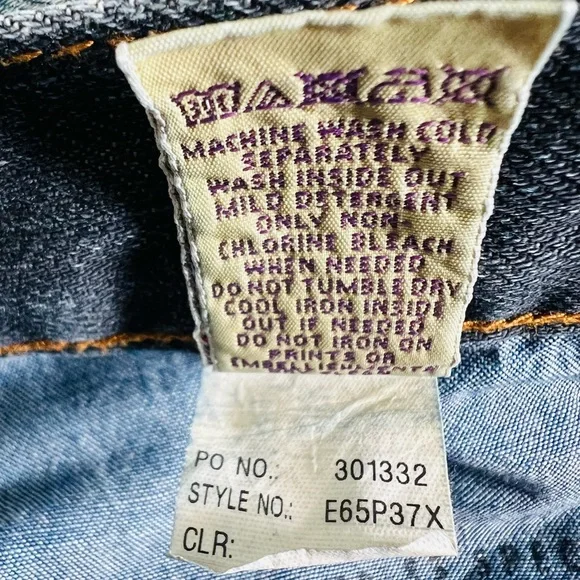 30°
MACHINE WASH COLD
SEPARATELY
WASH INSIDE OUT
MILD DETERGENT
ONLY NON-
CHLORINE BLEACH
WHEN NEEDED
DO NOT TUMBLE DRY
COOL IRON INSIDE
OUT IF NEEDED
DO NOT IRON ON
PRINTS OR
EMBELLISHMENTS
PO NO.: 301332
STYLE NO.: E65P37X
CLR: